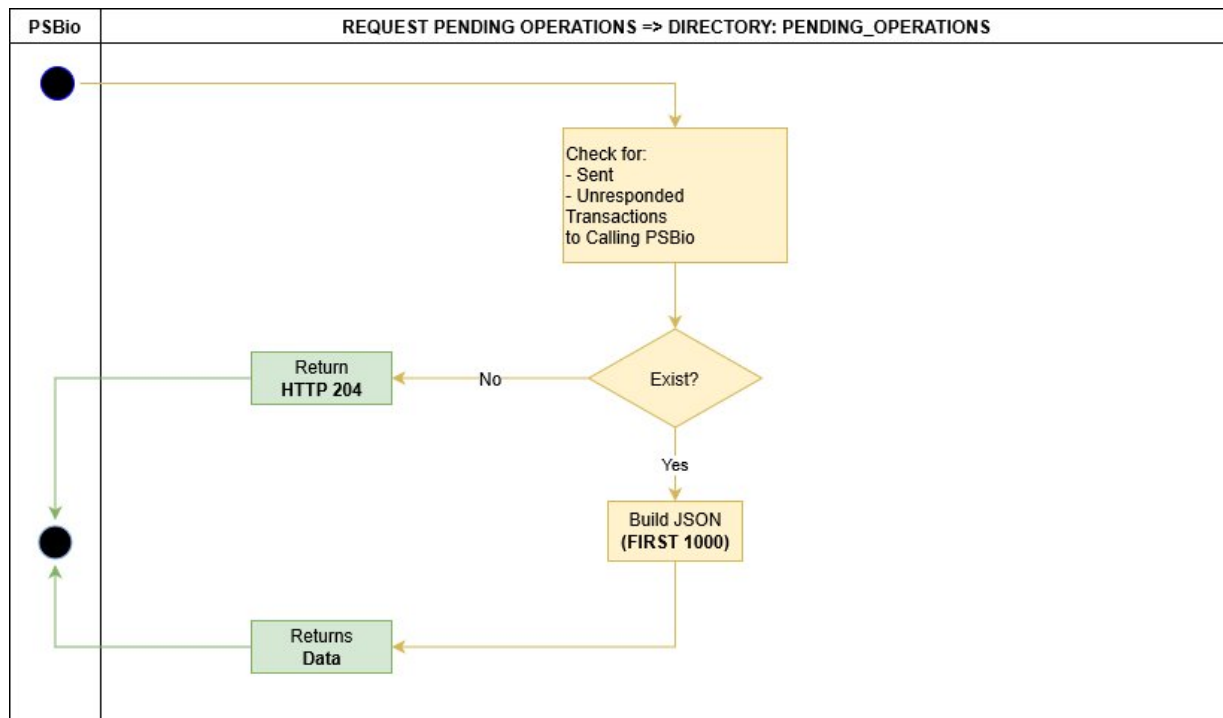 PSBio
REQUEST PENDING OPERATIONS => DIRECTORY: PENDING_OPERATIONS
Check for:
- Sent
- Unresponded
Transactions
to Calling PSBio
Return
HTTP 204
No
Exist?
Yes
Build JSON
(FIRST 1000)
Returns
Data